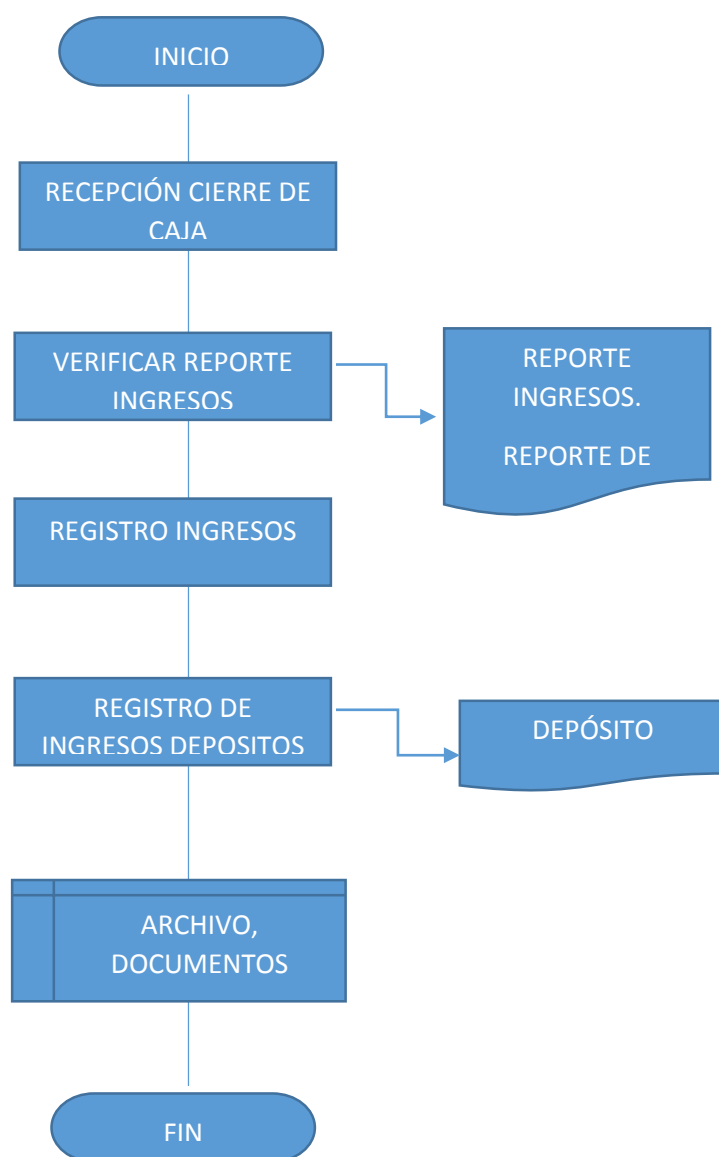 INICIO
RECEPCIÓN CIERRE DE
CAJA
VERIFICAR REPORTE
INGRESOS
REPORTE
INGRESOS.
REPORTE DE
REGISTRO INGRESOS
REGISTRO DE
INGRESOS DEPOSITOS
DEPÓSITO
ARCHIVO,
DOCUMENTOS
FIN